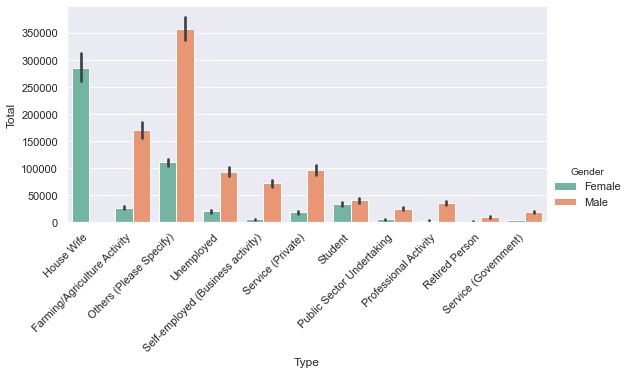 350000
300000
250000
200000
150000
100000
50000
0
Total
House Wife
Farming/Agriculture Activity
Others (Please Specify)
Unemployed
Self-employed (Business activity)
Service (Private)
Student
Public Sector Undertaking
Professional Activity
Retired Person
Service (Government)
Type
Gender
Female
Male